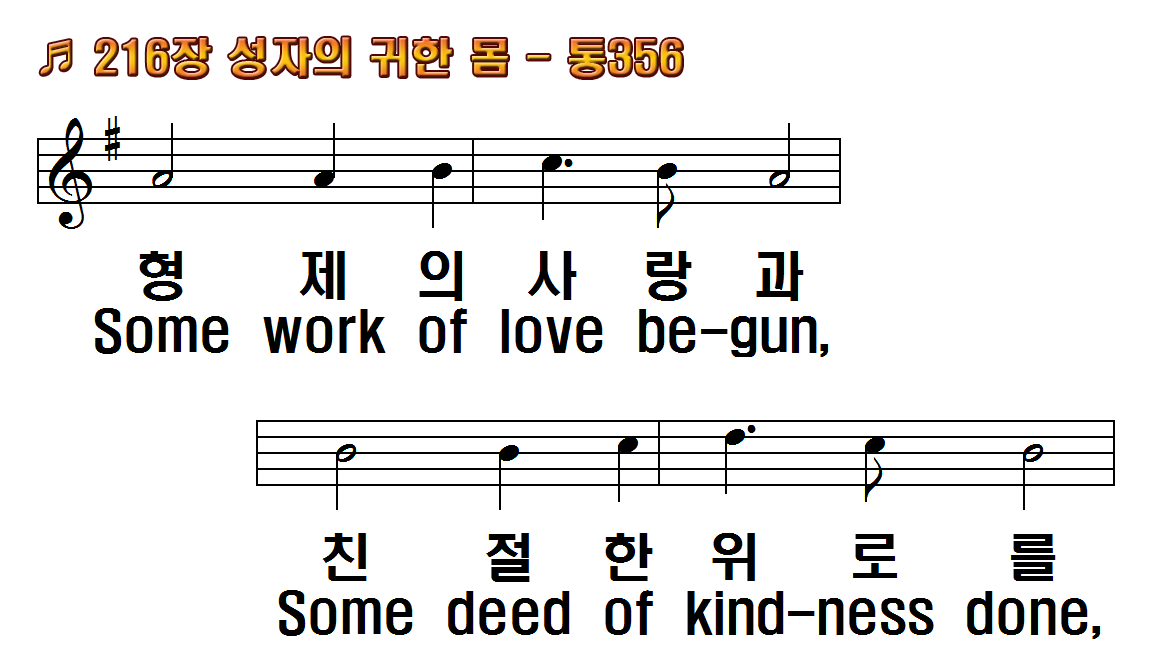 216장 성자의 귀한 몸 - 통356
형 제 의 사 랑 과
Some work of love be-gun,
친 절 한 위 로 를
Some deed of kind-ness done,